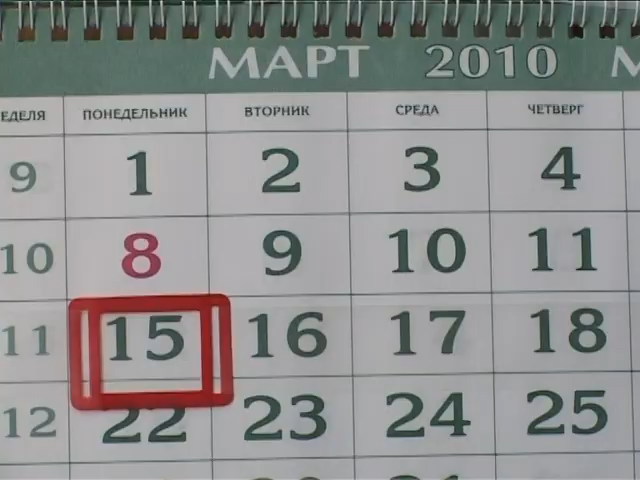 МАРТ 2010
ПОНЕДЕЛЬНИК ВТОРНИК СРЕДА ЧЕТВЕРГ
9 1 2 3 4
10 8 9 10 11
11 15 16 17 18
12 22 23 24 25